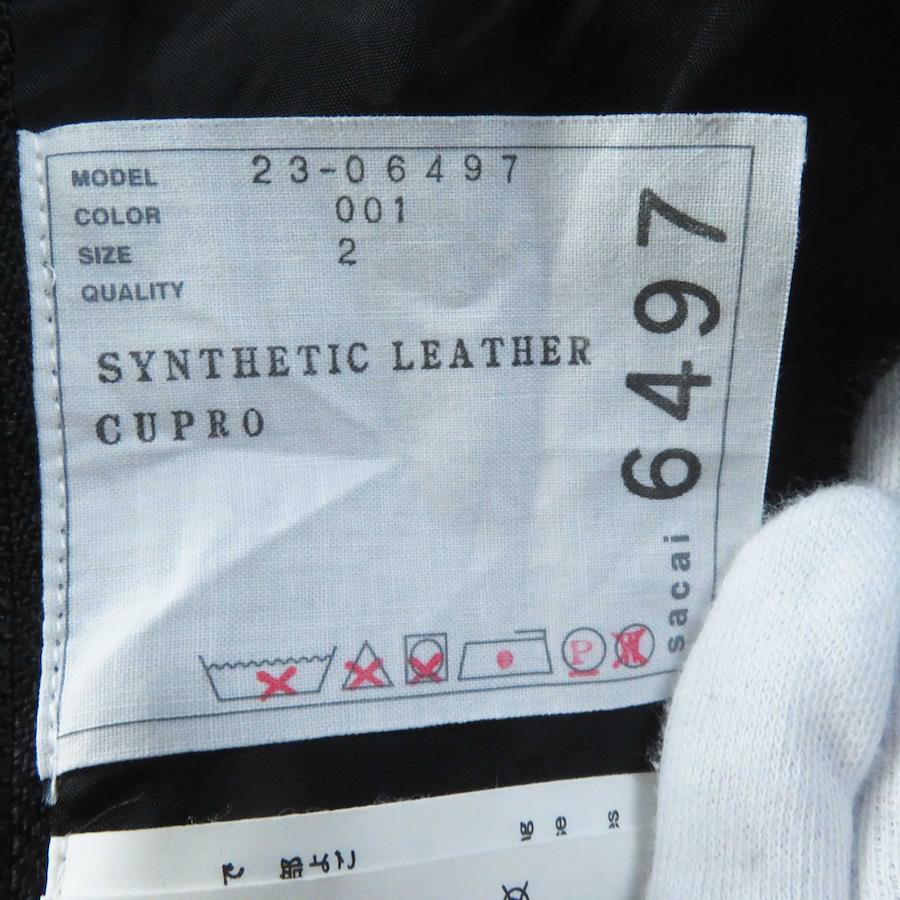 MODEL 23-06497
COLOR 001
SIZE 2
QUALITY
SYNTHETIC LEATHER
CUPRO
sacai 6497
P